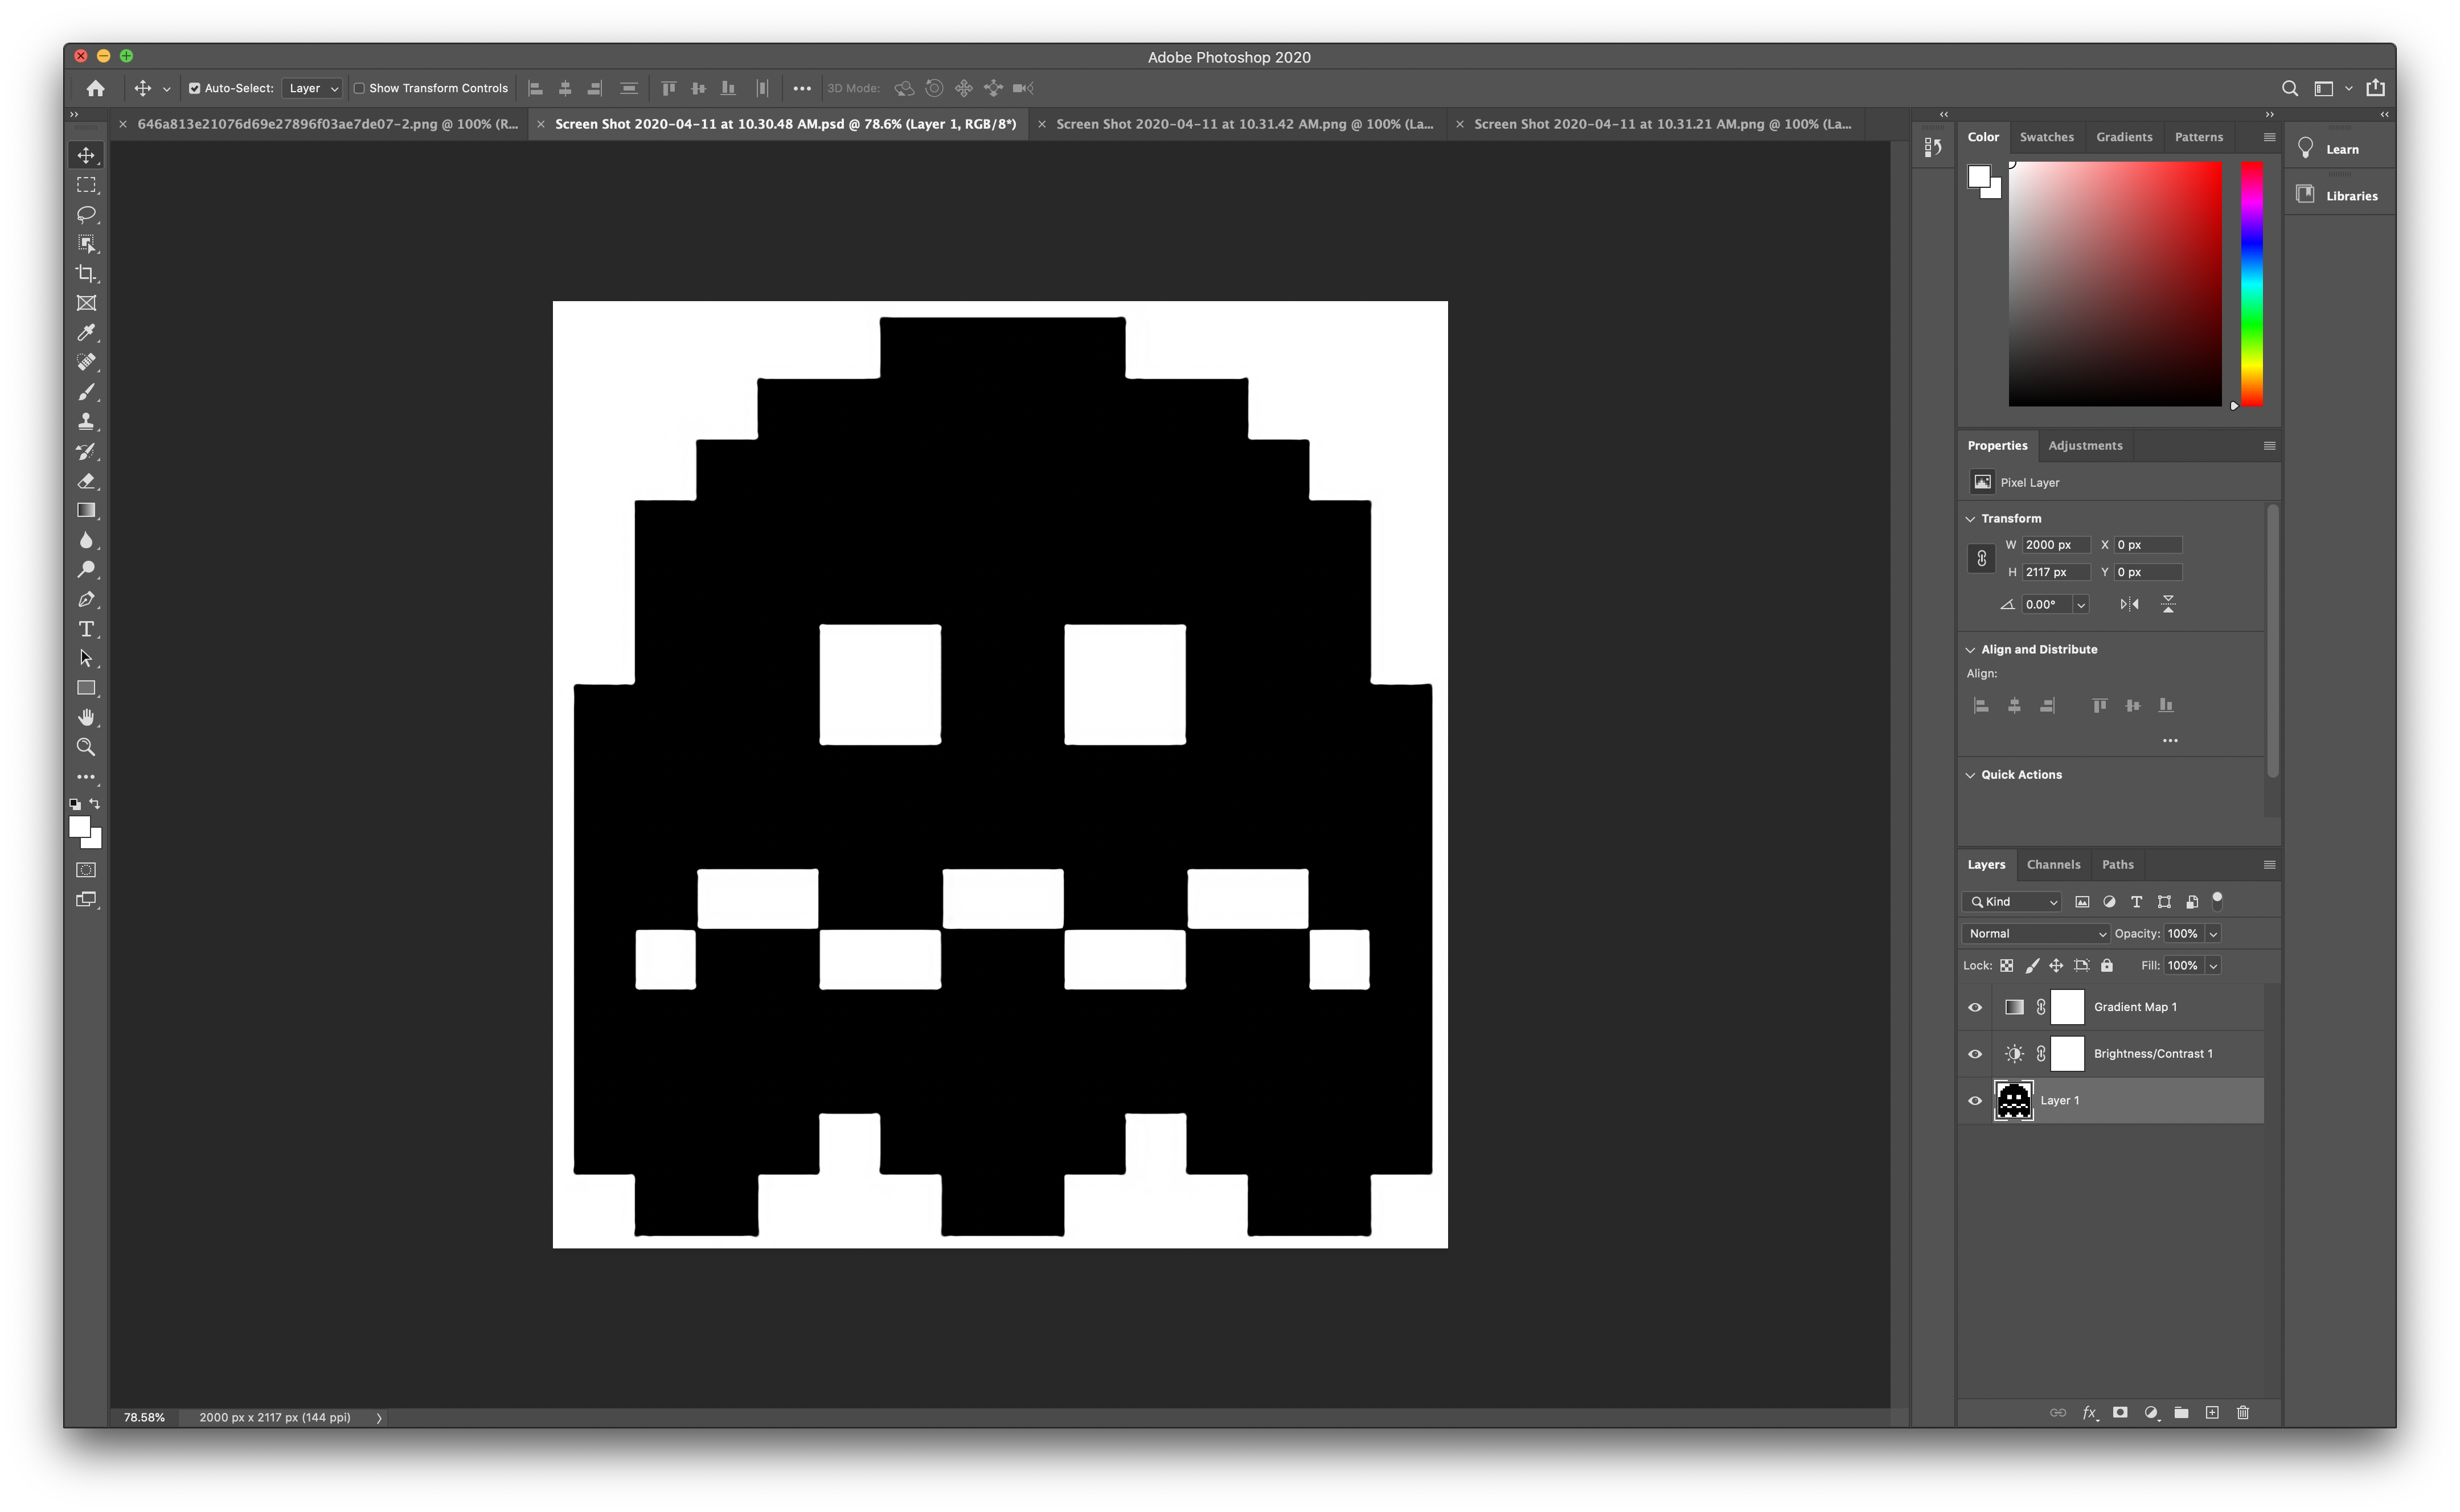 Adobe Photoshop 2020
Auto-Select: Layer Show Transform Controls 3D Mode:
646a813e21076d69e27896f03ae7de07-2.png @ 100% (R... Screen Shot 2020-04-11 at 10.30.48 AM.psd @ 78.6% (Layer 1, RGB/8*) Screen Shot 2020-04-11 at 10.31.42 AM.png @ 100% (La... Screen Shot 2020-04-11 at 10.31.21 AM.png @ 100% (La...
Color Swatches Gradients Patterns
Learn
Libraries
Properties Adjustments
Pixel Layer
Transform
W 2000 px X 0 px
H 2117 px Y 0 px
0.00°
Align and Distribute
Align:
Quick Actions
Layers Channels Paths
Kind
Normal Opacity: 100%
Lock: Fill: 100%
Gradient Map 1
Brightness/Contrast 1
Layer 1
fx
78.58% 2000 px x 2117 px (144 ppi)